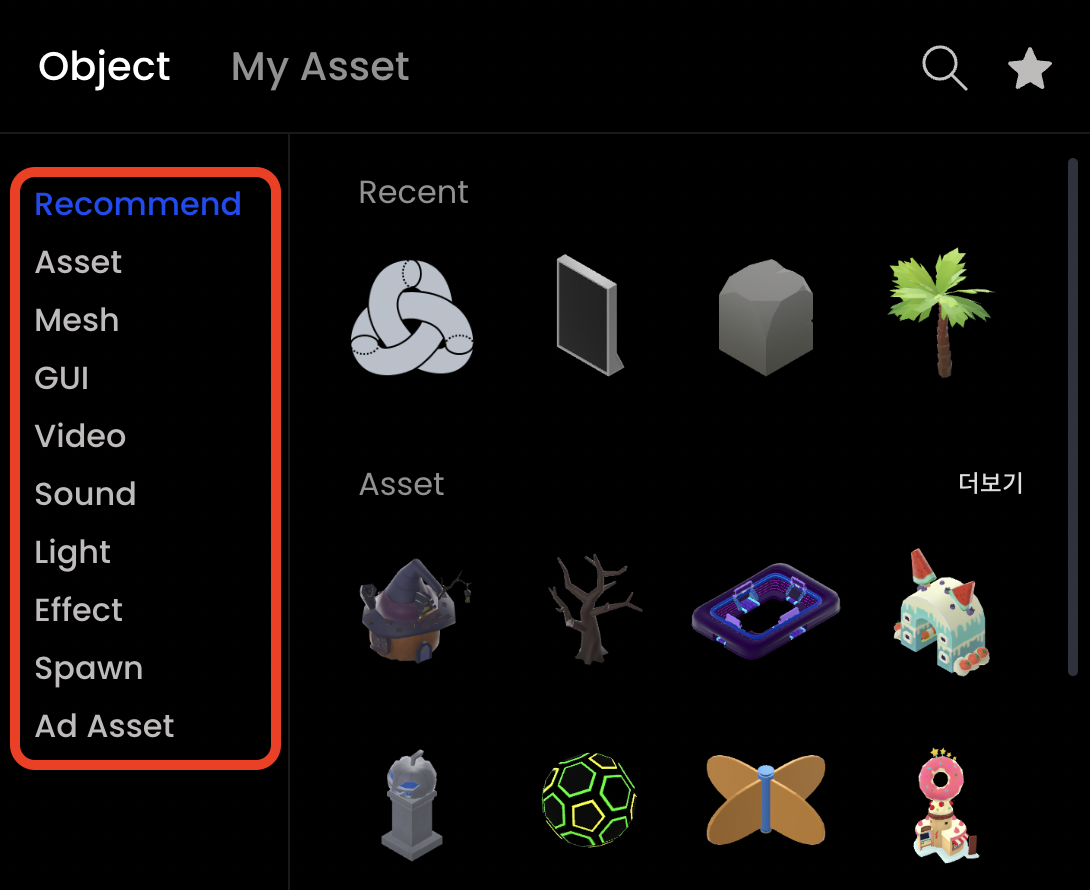 Object
My Asset
Recommend
Asset
Mesh
GUI
Video
Sound
Light
Effect
Spawn
Ad Asset
Recent
Asset
더보기